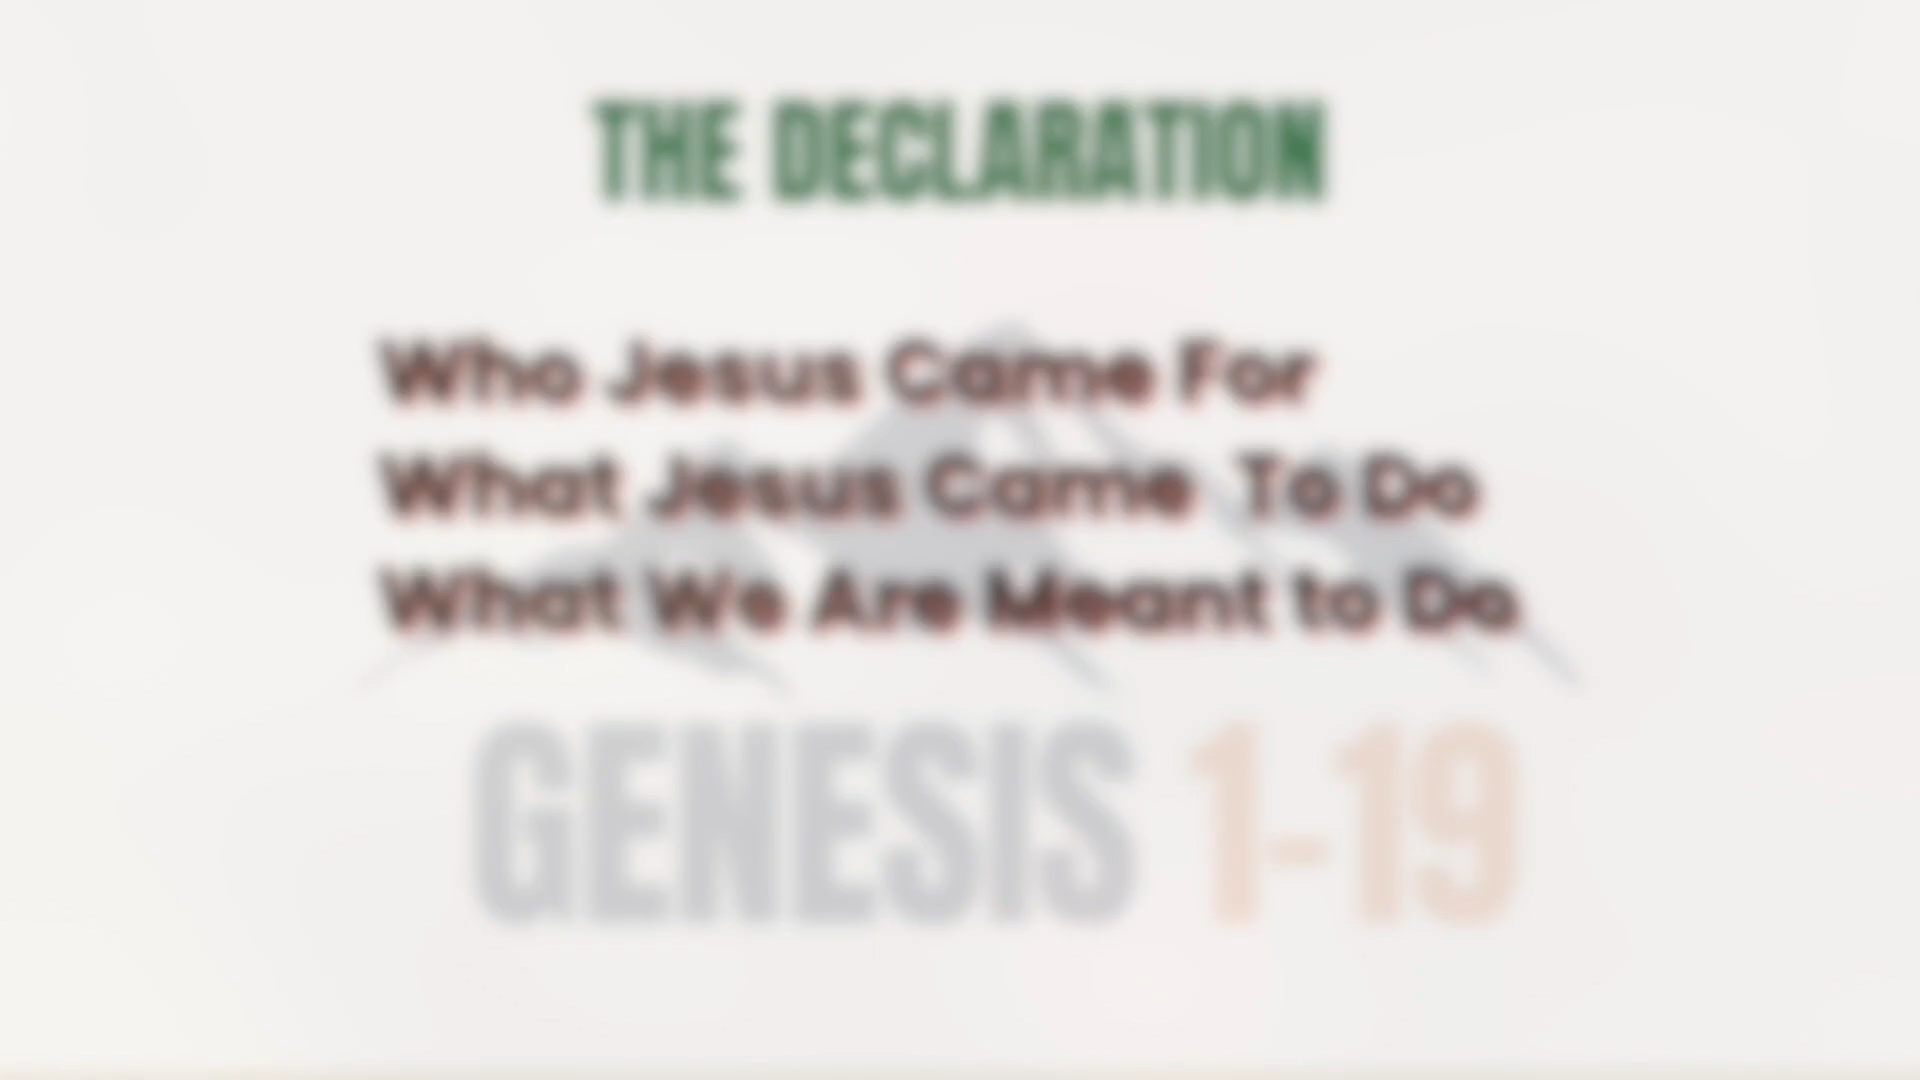 THE DECLARATION
Who Jesus Came For
What Jesus Came To Do
What We Are Meant to Do
GENESIS 1-19